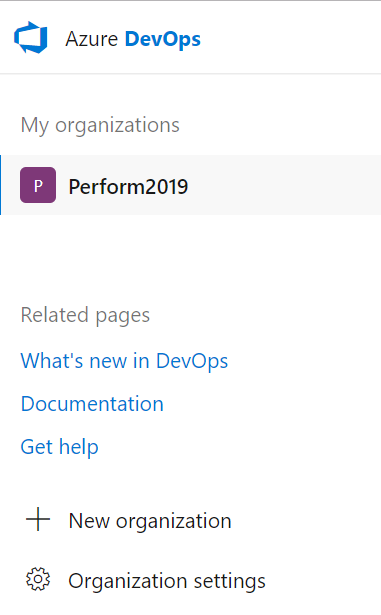 Azure DevOps
My organizations
P Perform2019
Related pages
What's new in DevOps
Documentation
Get help
New organization
Organization settings